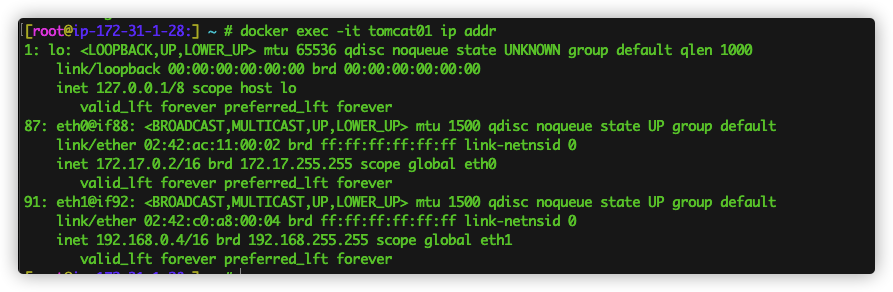 [root@ip-172-31-1-28:] ~ # docker exec -it tomcat01 ip addr
1: lo: <LOOPBACK,UP,LOWER_UP> mtu 65536 qdisc noqueue state UNKNOWN group default qlen 1000
    link/loopback 00:00:00:00:00:00 brd 00:00:00:00:00:00
    inet 127.0.0.1/8 scope host lo
       valid_lft forever preferred_lft forever
87: eth0@if88: <BROADCAST,MULTICAST,UP,LOWER_UP> mtu 1500 qdisc noqueue state UP group default
    link/ether 02:42:ac:11:00:02 brd ff:ff:ff:ff:ff:ff link-netnsid 0
    inet 172.17.0.2/16 brd 172.17.255.255 scope global eth0
       valid_lft forever preferred_lft forever
91: eth1@if92: <BROADCAST,MULTICAST,UP,LOWER_UP> mtu 1500 qdisc noqueue state UP group default
    link/ether 02:42:c0:a8:00:04 brd ff:ff:ff:ff:ff:ff link-netnsid 0
    inet 192.168.0.4/16 brd 192.168.255.255 scope global eth1
       valid_lft forever preferred_lft forever